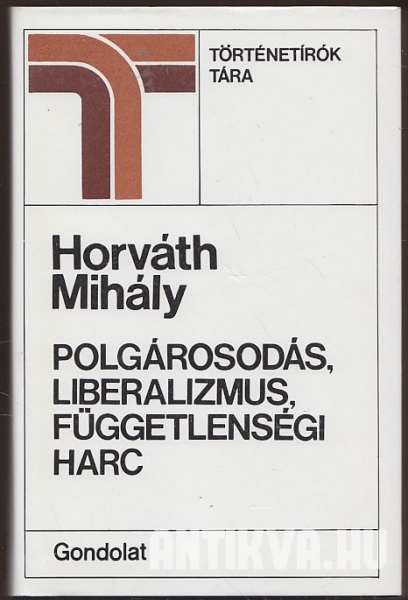 TÖRTÉNETÍRÓK
TÁRA
Horváth
Mihály
POLGÁROSODÁS,
LIBERALIZMUS,
FÜGGETLENSÉGI
HARC
Gondolat
ANTIKVA.HU